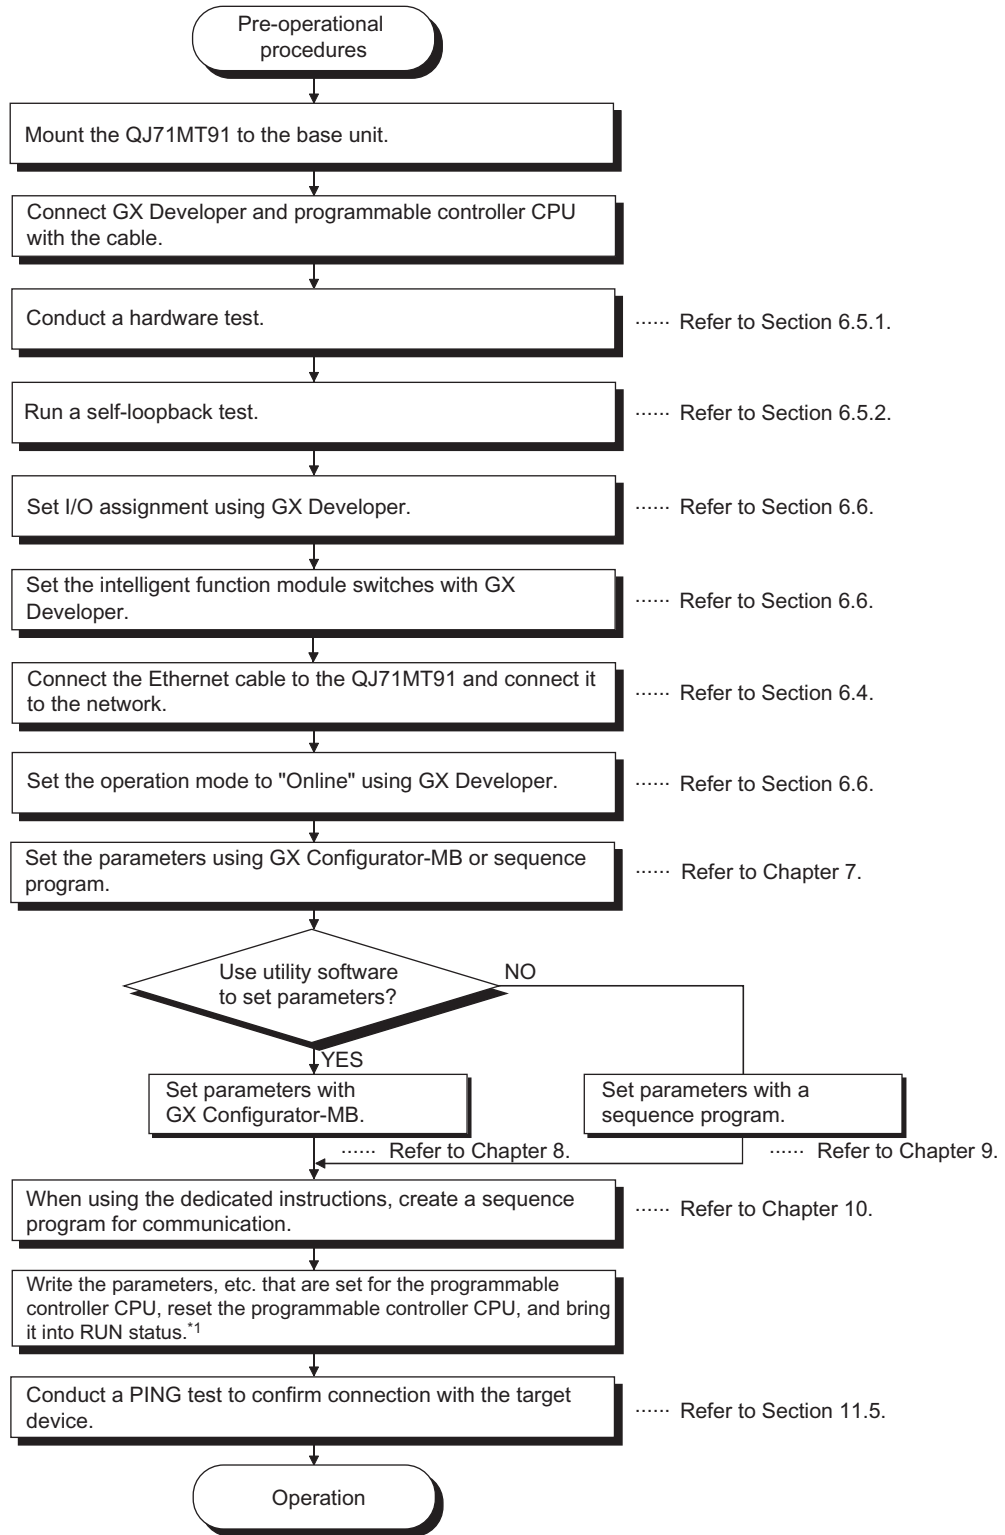 Pre-operational
procedures
Mount the QJ71MT91 to the base unit.
Connect GX Developer and programmable controller CPU
with the cable.
Conduct a hardware test.
······ Refer to Section 6.5.1.
Run a self-loopback test.
······ Refer to Section 6.5.2.
Set I/O assignment using GX Developer.
······ Refer to Section 6.6.
Set the intelligent function module switches with GX
Developer.
······ Refer to Section 6.6.
Connect the Ethernet cable to the QJ71MT91 and connect it
to the network.
······ Refer to Section 6.4.
Set the operation mode to "Online" using GX Developer.
······ Refer to Section 6.6.
Set the parameters using GX Configurator-MB or sequence
program.
······ Refer to Chapter 7.
Use utility software
to set parameters?
NO
YES
Set parameters with
GX Configurator-MB.
Set parameters with a
sequence program.
······ Refer to Chapter 8.
······ Refer to Chapter 9.
When using the dedicated instructions, create a sequence
program for communication.
······ Refer to Chapter 10.
Write the parameters, etc. that are set for the programmable
controller CPU, reset the programmable controller CPU, and bring
it into RUN status.*1
Conduct a PING test to confirm connection with the target
device.
······ Refer to Section 11.5.
Operation